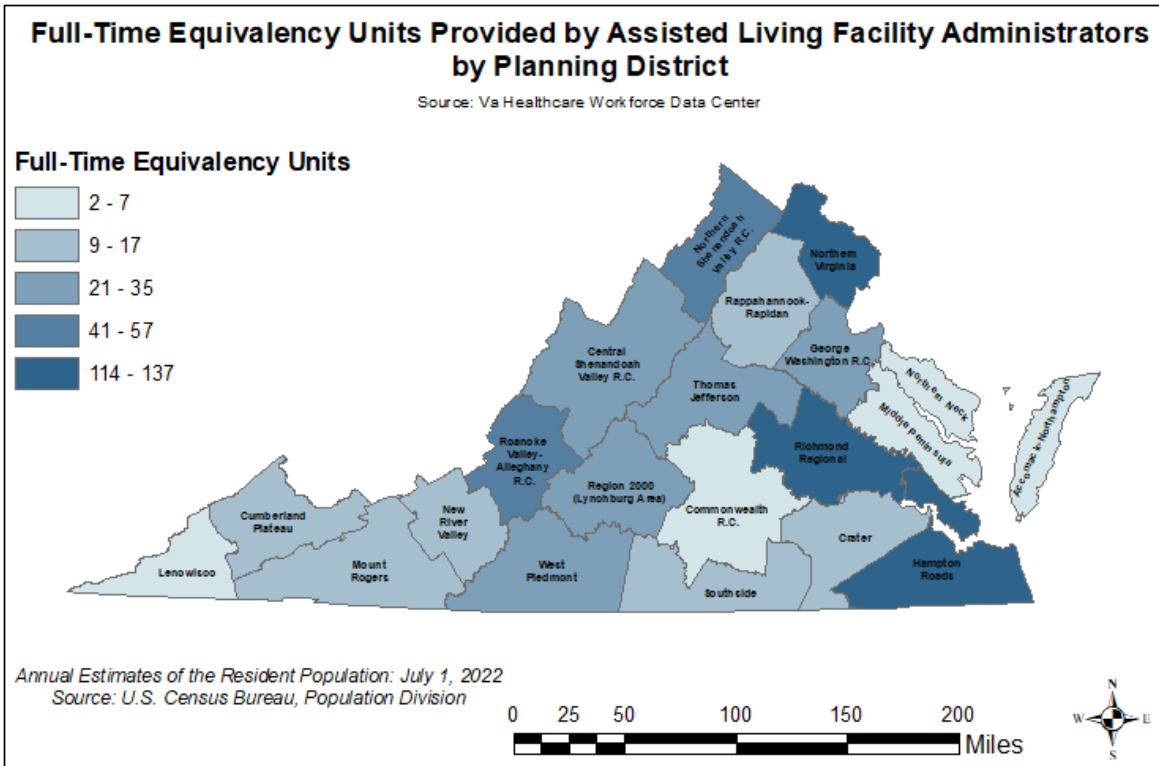 Full-Time Equivalency Units Provided by Assisted Living Facility Administrators
by Planning District
Source: Va Healthcare Workforce Data Center
Full-Time Equivalency Units
2 - 7
9 - 17
21 - 35
41 - 57
114 - 137
Northern
Shenandoah
Valley R.C.
Northern
Virginia
Rappahannock-
Rapidan
Central
Shenandoah
Valley R.C.
George
Washington R.C.
Thomas
Jefferson
Northern Neck
Middle Peninsula
Accomack-Northampton
Roanoke
Valley-
Alleghany
R.C.
Richmond
Regional
Region 2000
(Lynchburg Area)
Commonwealth
R.C.
Cumberland
Plateau
New
River
Valley
Crater
Lenowisco
Mount
Rogers
West
Piedmont
Southside
Hampton
Roads
Annual Estimates of the Resident Population: July 1, 2022
Source: U.S. Census Bureau, Population Division
0 25 50 100 150 200
Miles
N
W E
S